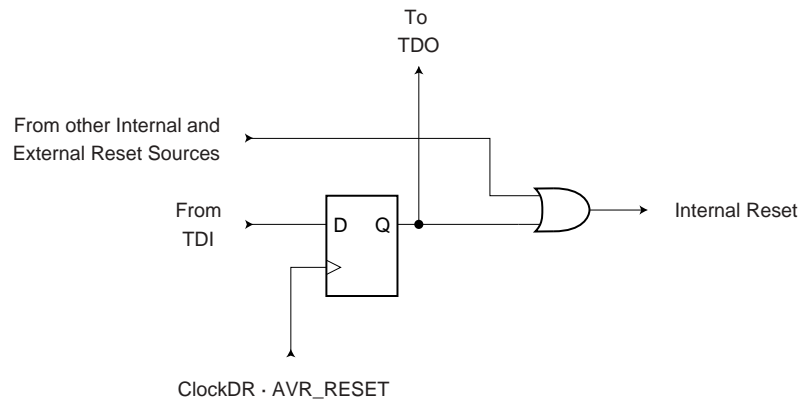 To
TDO
From other Internal and
External Reset Sources
From
TDI
D Q
Internal Reset
ClockDR · AVR_RESET